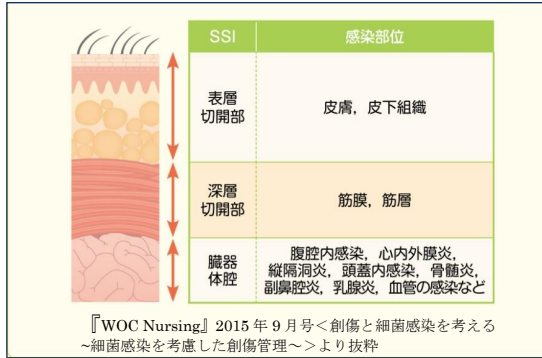 SSI 感染部位
表層
切開部
皮膚，皮下組織
深層
切開部
筋膜，筋層
臓器
体腔
腹腔内感染，心内外膜炎，
縦隔洞炎，頭蓋内感染，骨髄炎，
副鼻腔炎，乳腺炎，血管の感染など
『WOC Nursing』2015 年 9 月号＜創傷と細菌感染を考える
~細菌感染を考慮した創傷管理～＞より抜粋